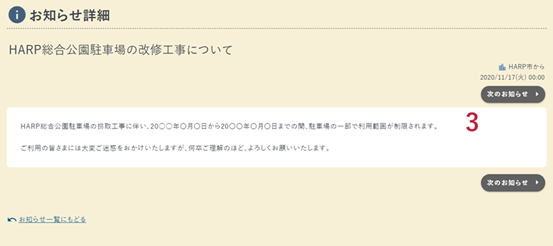 お知らせ詳細
HARP総合公園駐車場の改修工事について
HARP市から
2020/11/17(火) 00:00
次のお知らせ
HARP総合公園駐車場の摂取工事に伴い、20〇〇年〇月〇日から20〇〇年〇月〇日までの間、駐車場の一部で利用範囲が制限されます。
3
ご利用の皆さまには大変ご迷惑をおかけいたしますが、何卒ご理解のほど、よろしくお願いいたします。
次のお知らせ
お知らせ一覧にもどる